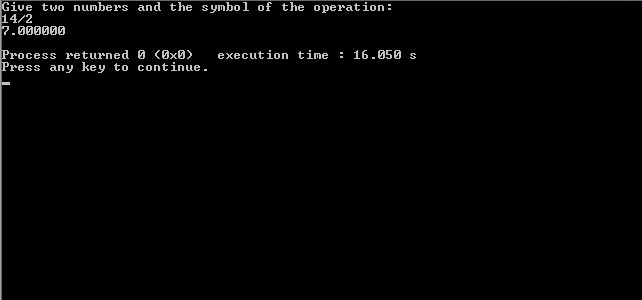 Give two numbers and the symbol of the operation:
14/2
7.000000
Process returned 0 (0x0)   execution time : 16.050 s
Press any key to continue.